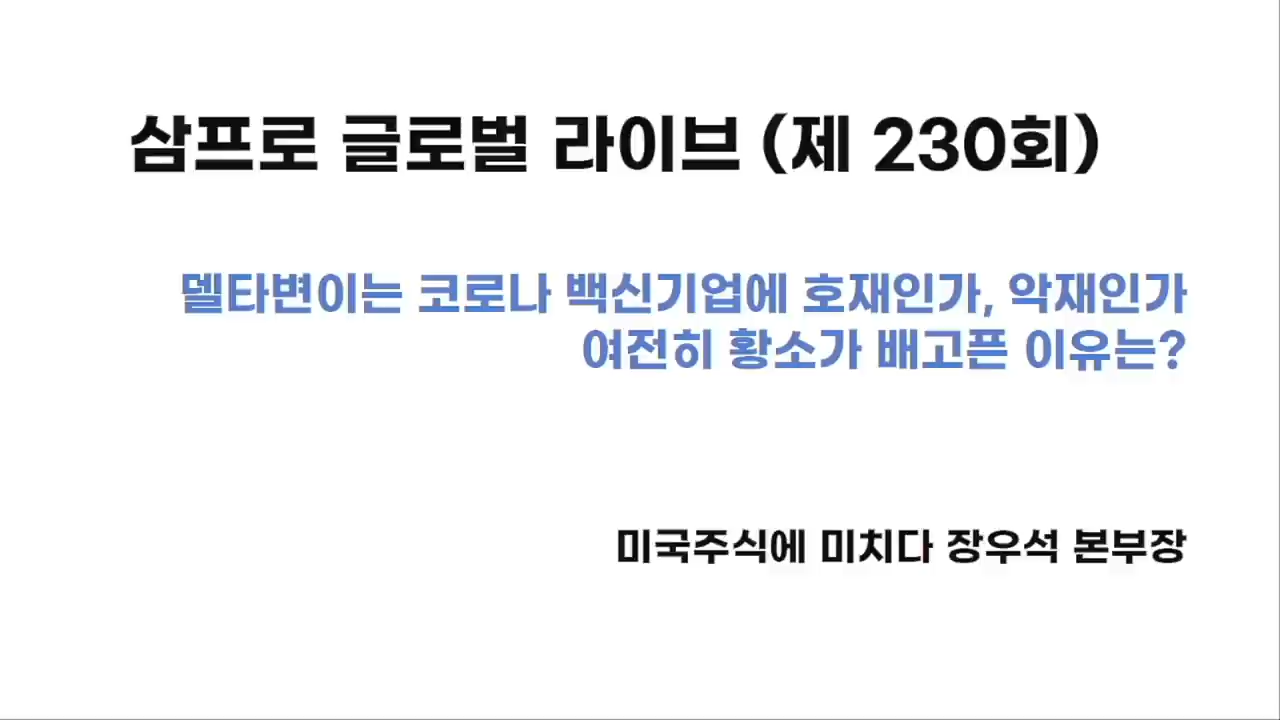 삼프로 글로벌 라이브 (제 230회)
델타변이는 코로나 백신기업에 호재인가, 악재인가
여전히 황소가 배고픈 이유는?
미국주식에 미치다 장우석 본부장